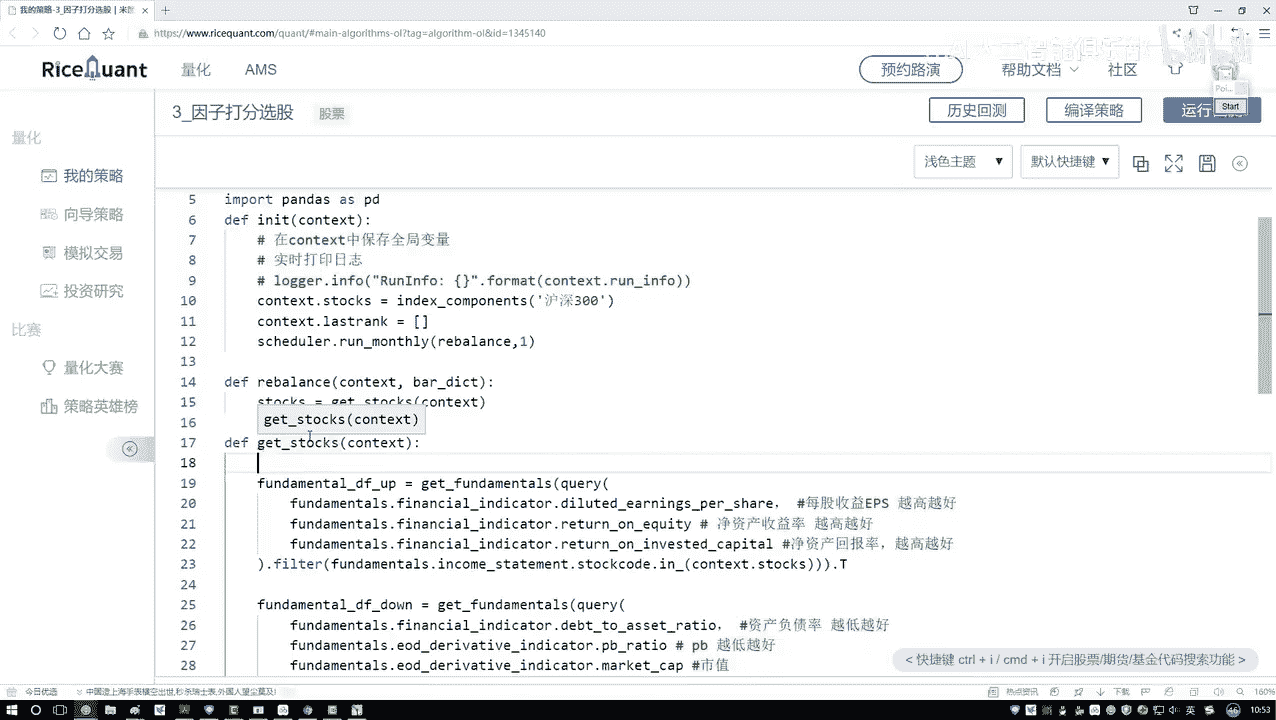 我的策略-3_因子打分选股 | 米
https://www.ricequant.com/quant/#main-algorithms-ol?tag=algorithm-ol&id=1345140
RiceQuant 量化 AMS 预约路演 帮助文档 社区
Poi...
Start
3_因子打分选股 股票 历史回测 编译策略 运行
浅色主题 ▼ 默认快捷键 ▼
量化
我的策略
向导策略
模拟交易
投资研究
比赛
量化大赛
策略英雄榜
5 import pandas as pd
6 def init(context):
7 # 在context中保存全局变量
8 # 实时打印日志
9 # logger.info("RunInfo: {}".format(context.run_info))
10 context.stocks = index_components('沪深300')
11 context.lastrank = []
12 scheduler.run_monthly(rebalance,1)
13
14 def rebalance(context, bar_dict):
15 stocks = get_stocks(context)
16 get_stocks(context)
17 def get_stocks(context):
18
19 fundamental_df_up = get_fundamentals(query(
20 fundamentals.financial_indicator.diluted_earnings_per_share, #每股收益EPS 越高越好
21 fundamentals.financial_indicator.return_on_equity # 净资产收益率 越高越好
22 fundamentals.financial_indicator.return_on_invested_capital #净资产回报率，越高越好
23 ).filter(fundamentals.income_statement.stockcode.in_(context.stocks))).T
24
25 fundamental_df_down = get_fundamentals(query(
26 fundamentals.financial_indicator.debt_to_asset_ratio, #资产负债率 越低越好
27 fundamentals.eod_derivative_indicator.pb_ratio # pb 越低越好
28 fundamentals.eod_derivative_indicator.market_cap #市值
< 快捷键 ctrl + i / cmd + i 开启股票/期货/基金代码搜索功能 >
今日优选 中国造上海手表横空出世,秒杀瑞士表,外国人望尘莫及! 热点资讯 下载 160%
英 10:53